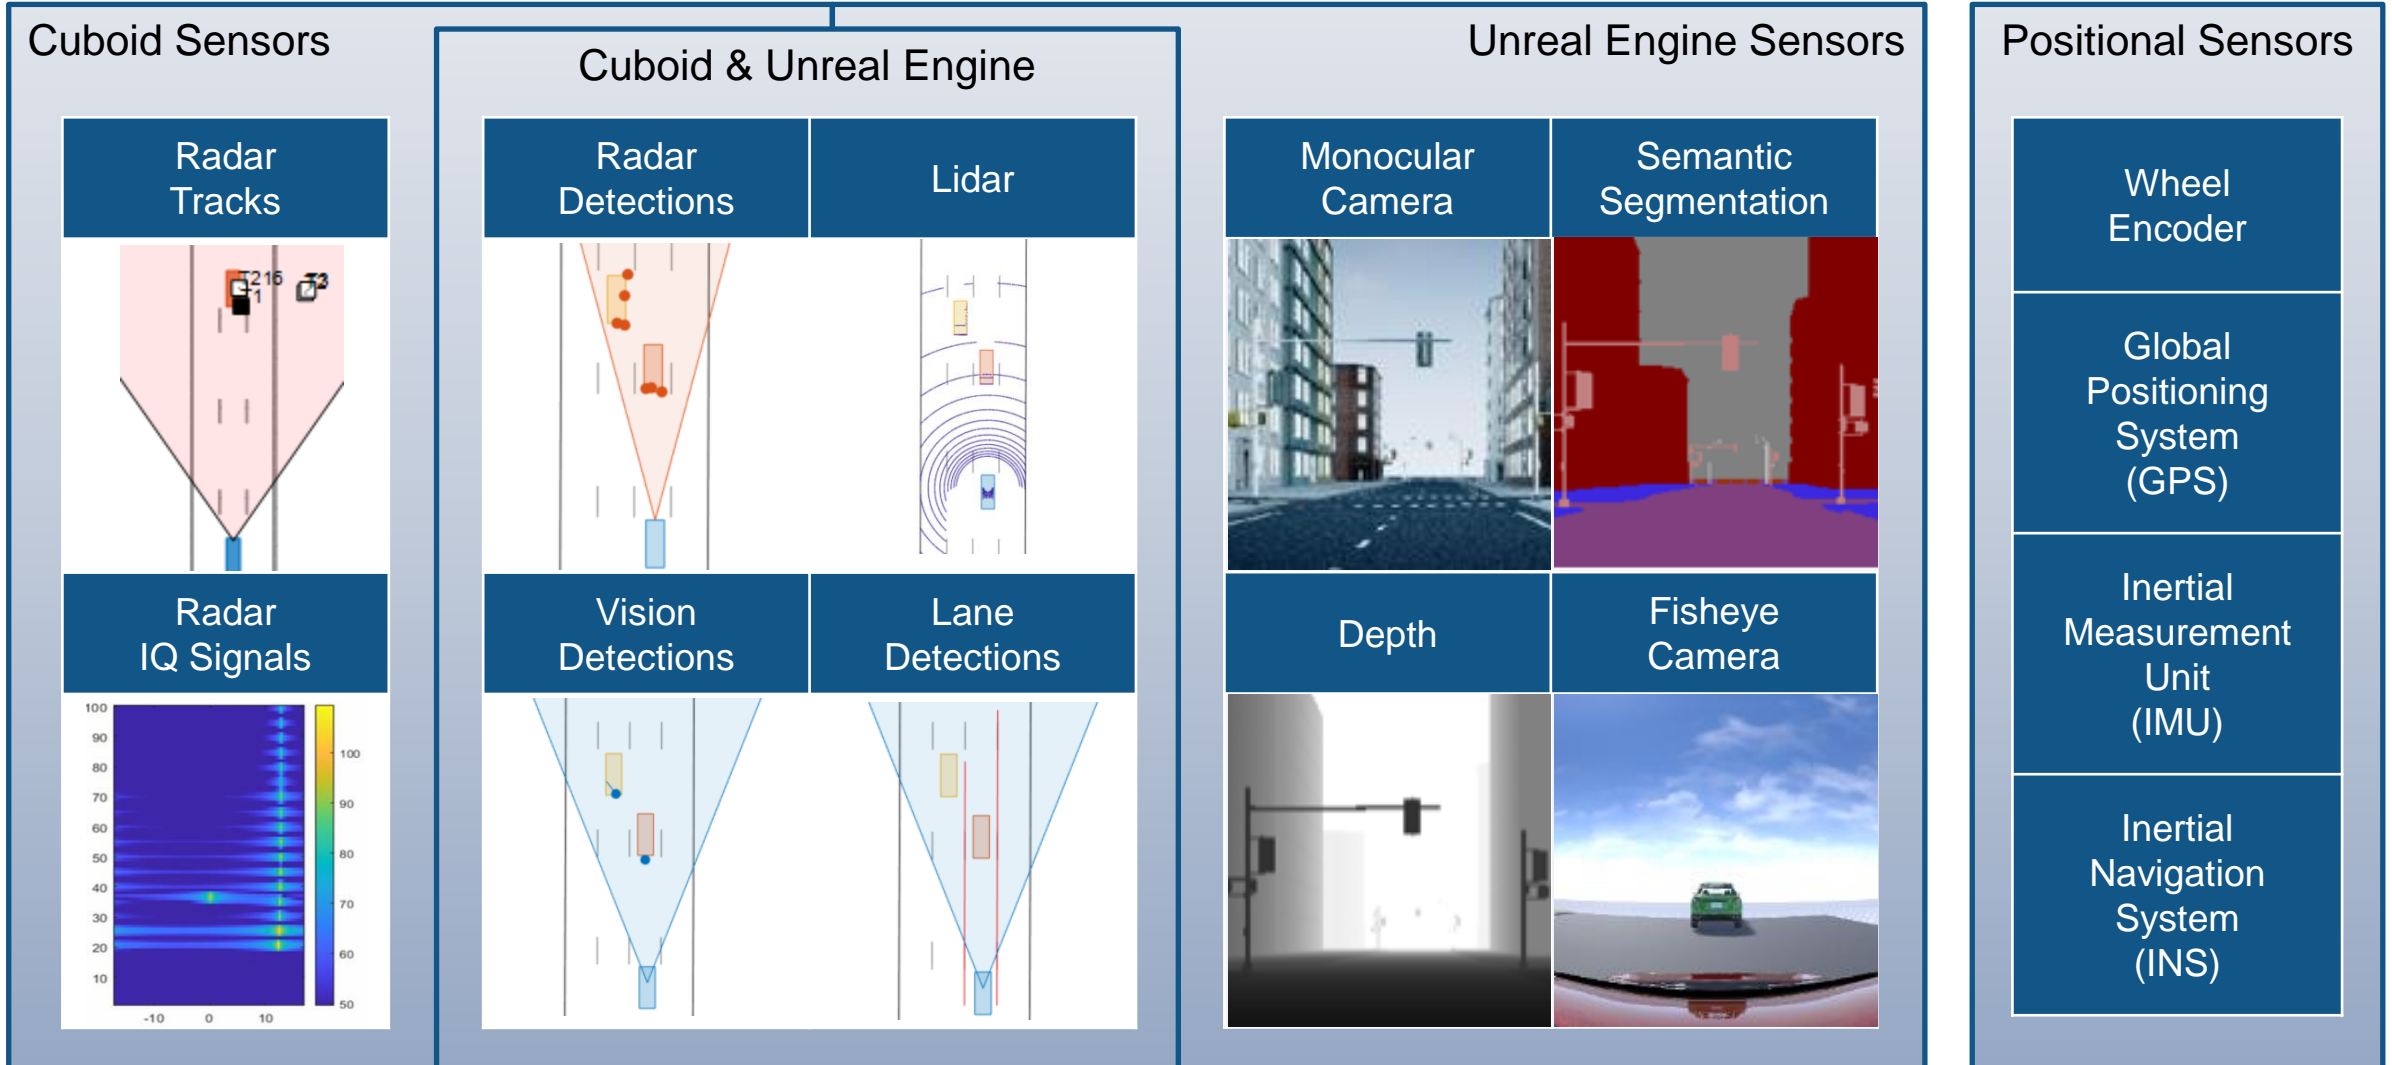 Cuboid Sensors
Cuboid & Unreal Engine
Unreal Engine Sensors
Positional Sensors
Radar
Tracks
Radar
Detections
Lidar
Monocular
Camera
Semantic
Segmentation
Wheel
Encoder
Global
Positioning
System
(GPS)
Radar
IQ Signals
Vision
Detections
Lane
Detections
Depth
Fisheye
Camera
Inertial
Measurement
Unit
(IMU)
Inertial
Navigation
System
(INS)
100
90
80
70
60
50
40
30
20
10
-10
0
10
100
90
80
70
60
50